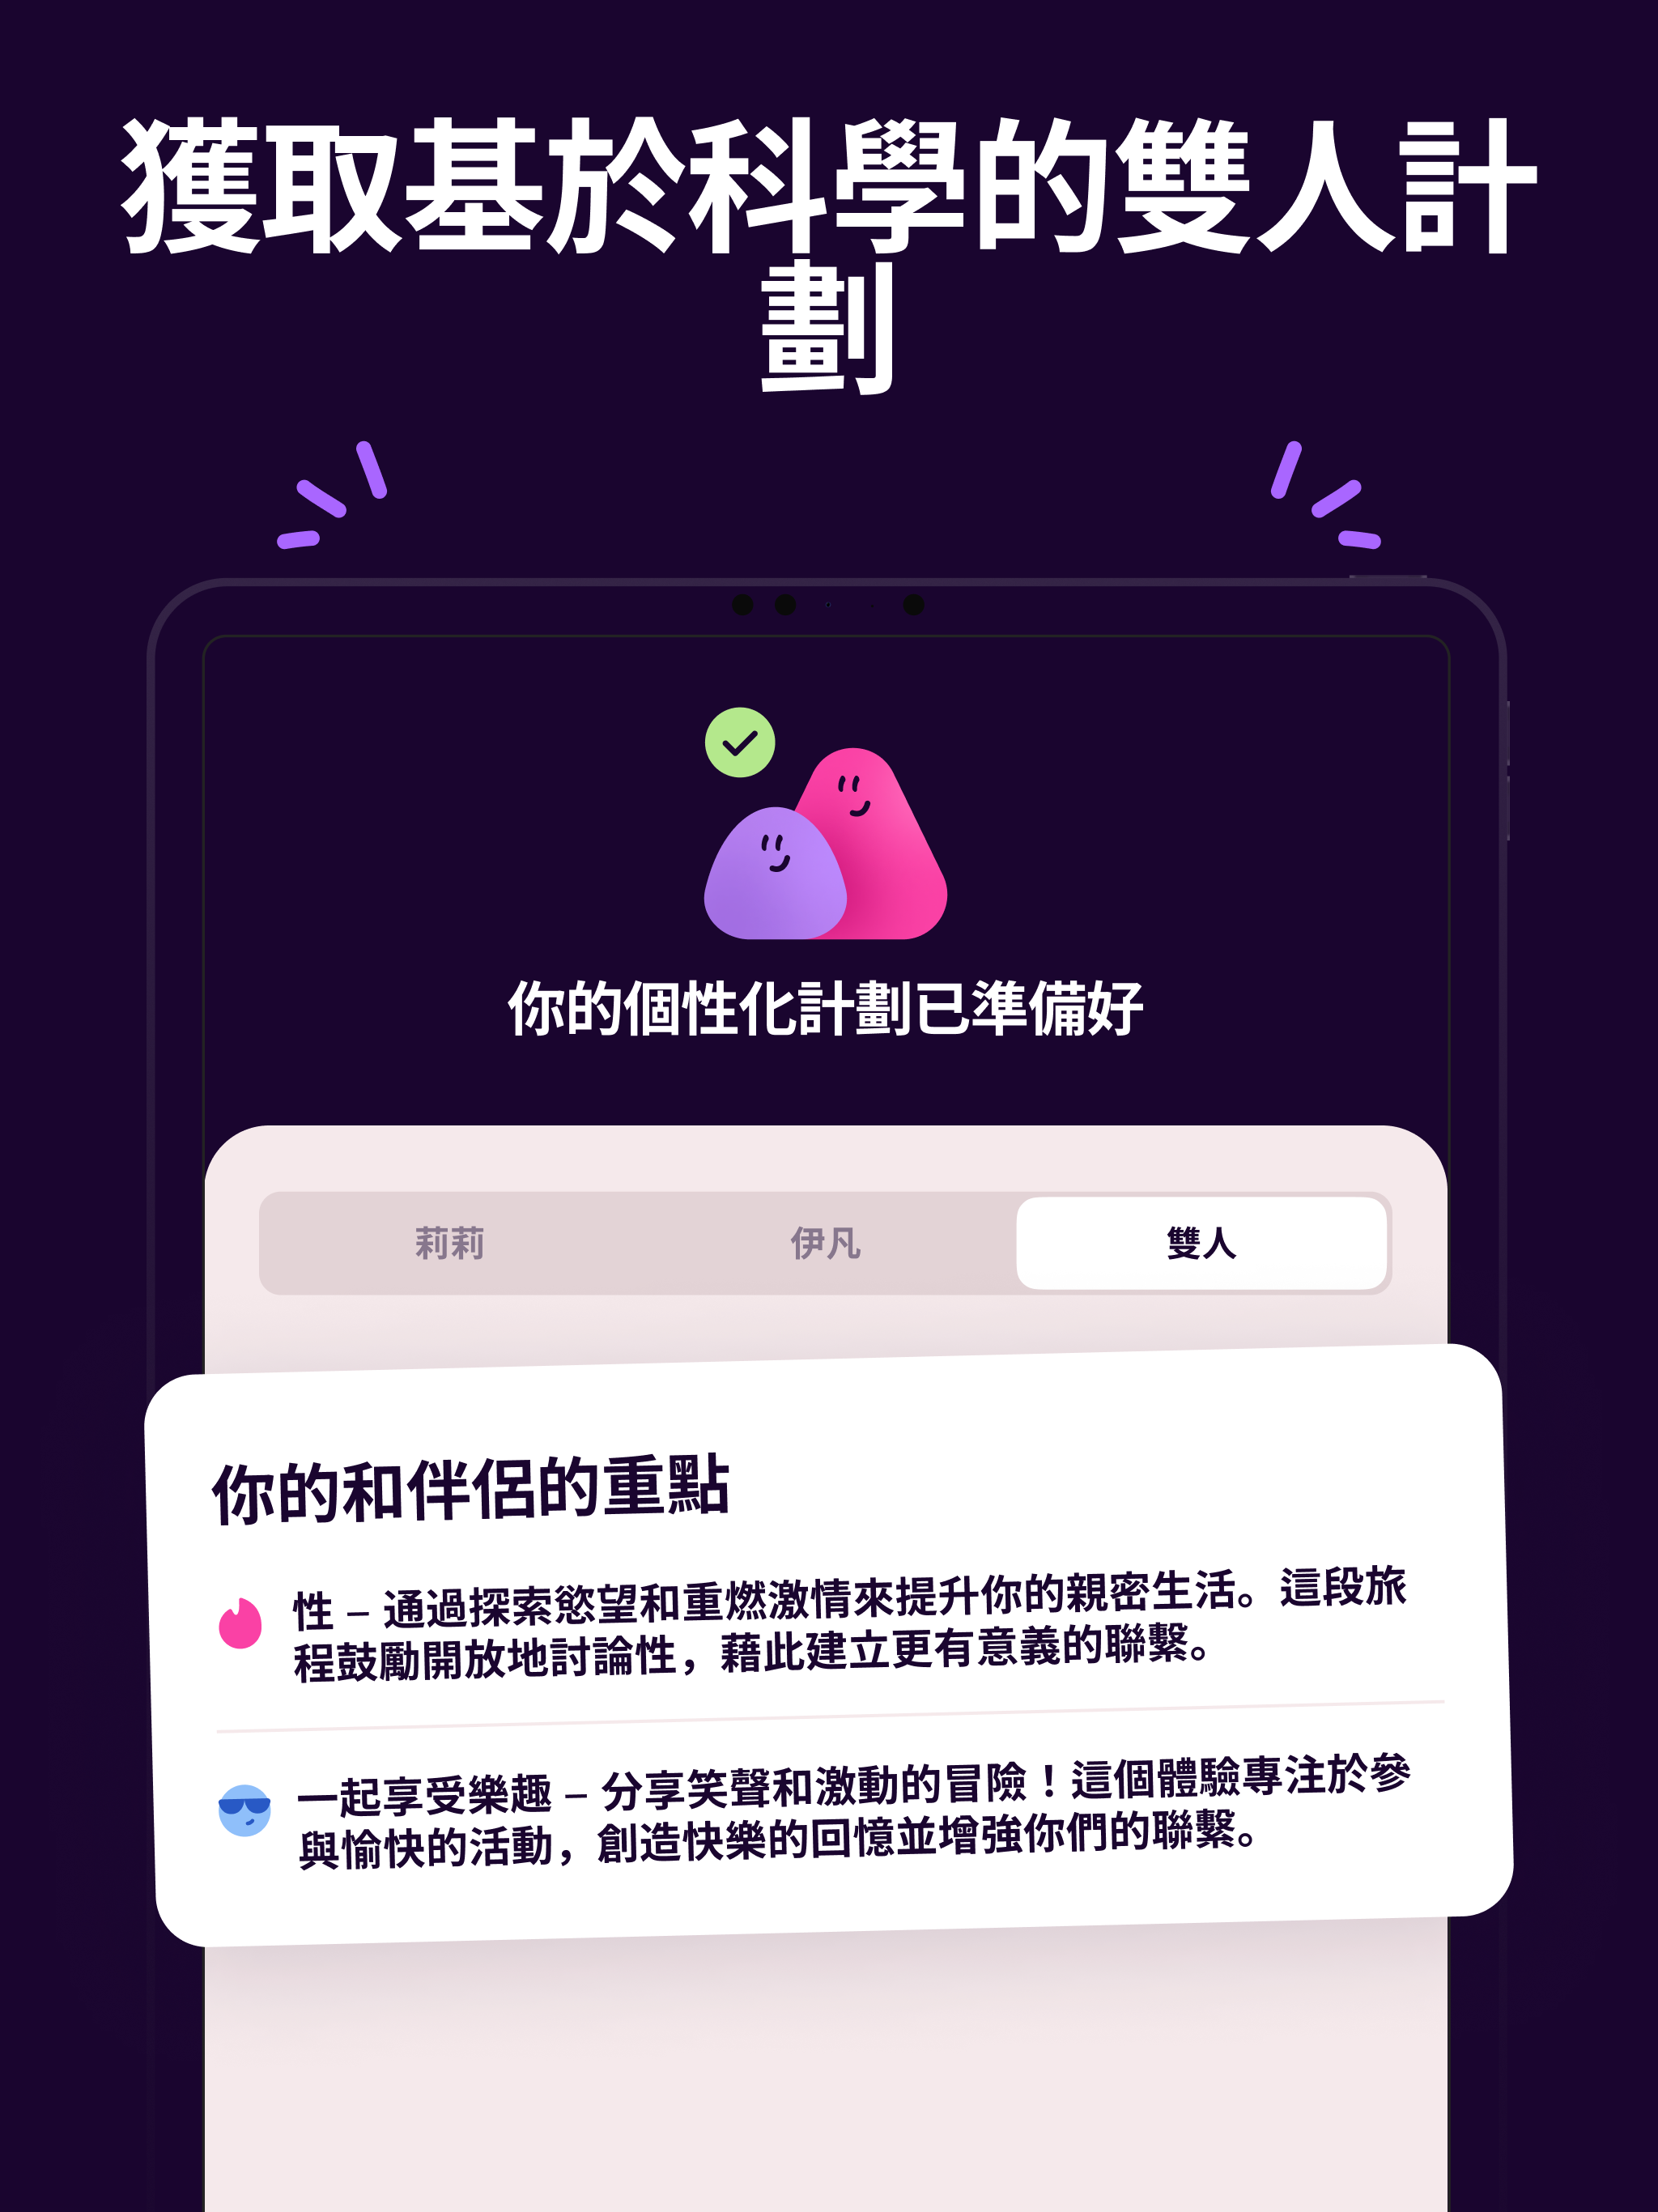 獲取基於科學的雙人計
劃
你的個性化計劃已準備好
莉莉
伊凡
雙人
你的和伴侶的重點
性 – 通過探索慾望和重燃激情來提升你的親密生活。這段旅
程鼓勵開放地討論性，藉此建立更有意義的聯繫。
一起享受樂趣 – 分享笑聲和激動的冒險！這個體驗專注於參
與愉快的活動，創造快樂的回憶並增強你們的聯繫。